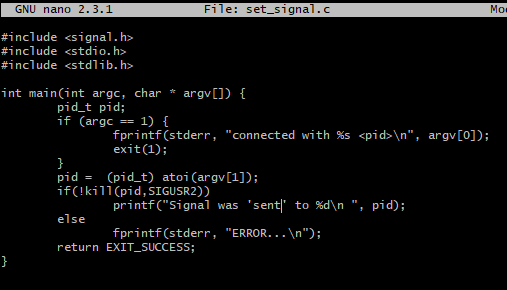 GNU nano 2.3.1 File: set_signal.c
#include <signal.h>
#include <stdio.h>
#include <stdlib.h>
int main(int argc, char * argv[]) {
pid_t pid;
if (argc == 1) {
fprintf(stderr, "connected with %s <pid>\n", argv[0]);
exit(1);
}
pid =  (pid_t) atoi(argv[1]);
if(!kill(pid,SIGUSR2))
printf("Signal was 'sent' to %d\n ", pid);
else
fprintf(stderr, "ERROR...\n");
return EXIT_SUCCESS;
}